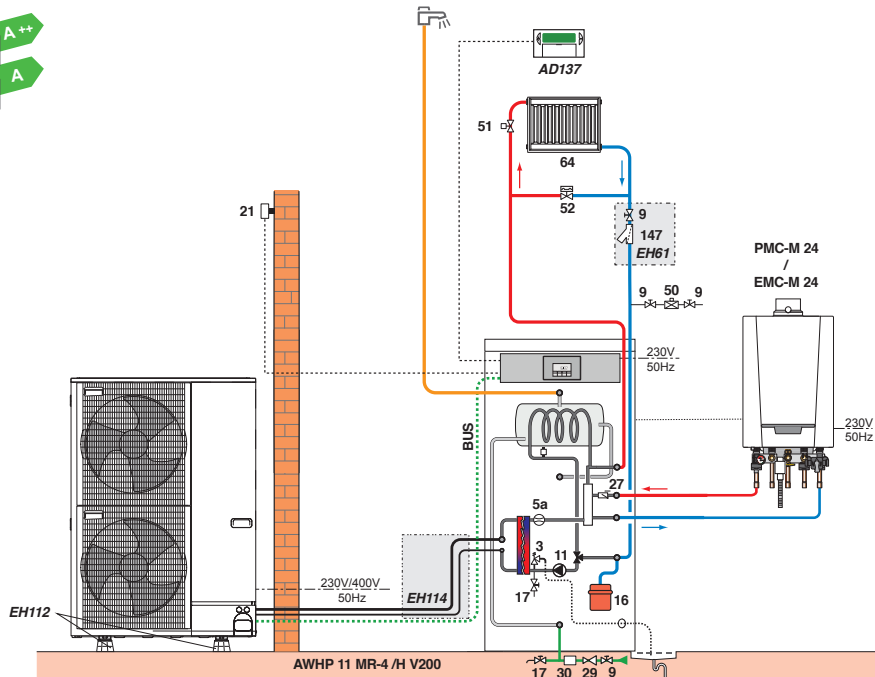 A++
A
AD137
51
64
52
21
9
147
EH61
PMC-M 24
/
EMC-M 24
9 50 9
230V
50Hz
230V
50Hz
BUS
27
5a
3
11
17
16
230V/400V
50Hz
EH114
EH112
AWHP 11 MR-4 /H V200
17 30 29 9